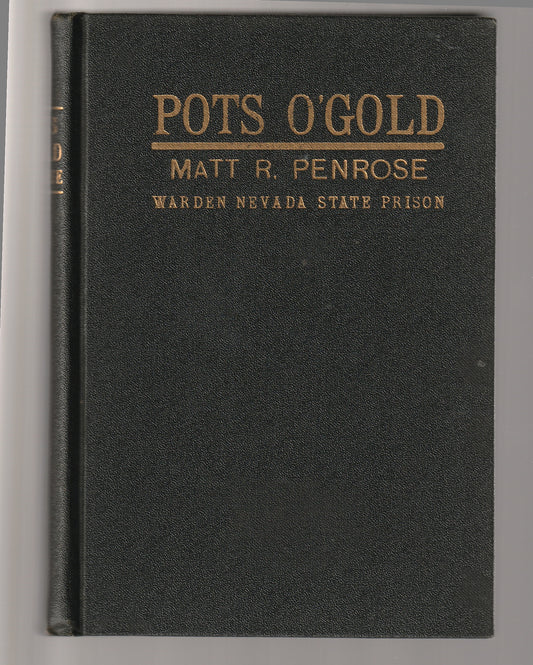 POTS O'GOLD
MATT R. PENROSE
WARDEN NEVADA STATE PRISON